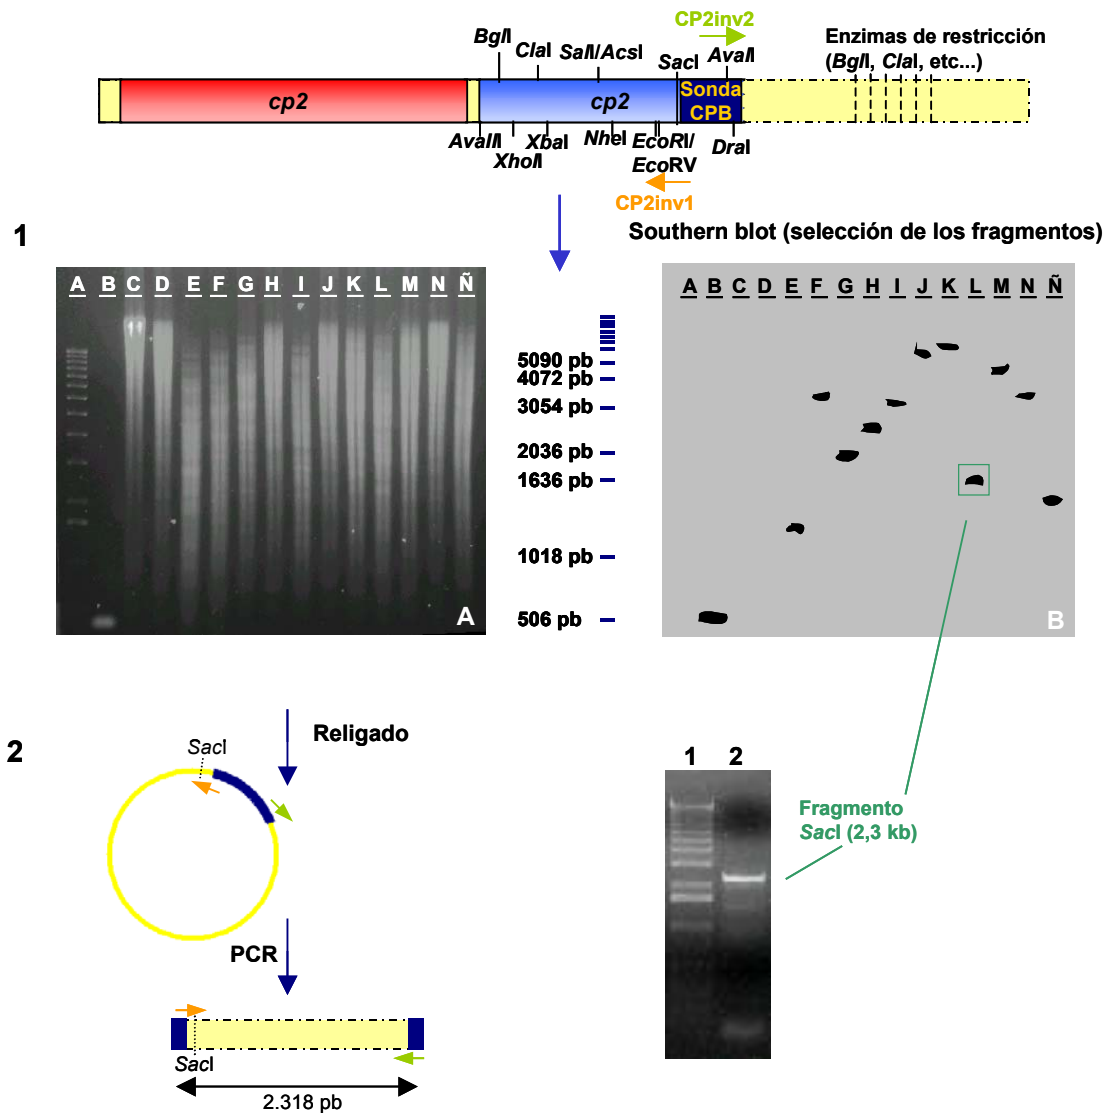 CP2inv2
BglI
ClaI
SalI/AcsI
SacI
AvaII
Enzimas de restricción
(BglI, ClaI, etc...)
cp2
cp2
Sonda
CPB
AvaIII
XhoII
XbaI
NheI
EcoRI/
EcoRV
DraI
CP2inv1
1
Southern blot (selección de los fragmentos)
A B C D E F G H I J K L M N Ñ
A B C D E F G H I J K L M N Ñ
5090 pb
4072 pb
3054 pb
2036 pb
1636 pb
1018 pb
506 pb
A
B
2
Religado
SacI
1 2
Fragmento
SacI (2,3 kb)
PCR
SacI
2.318 pb